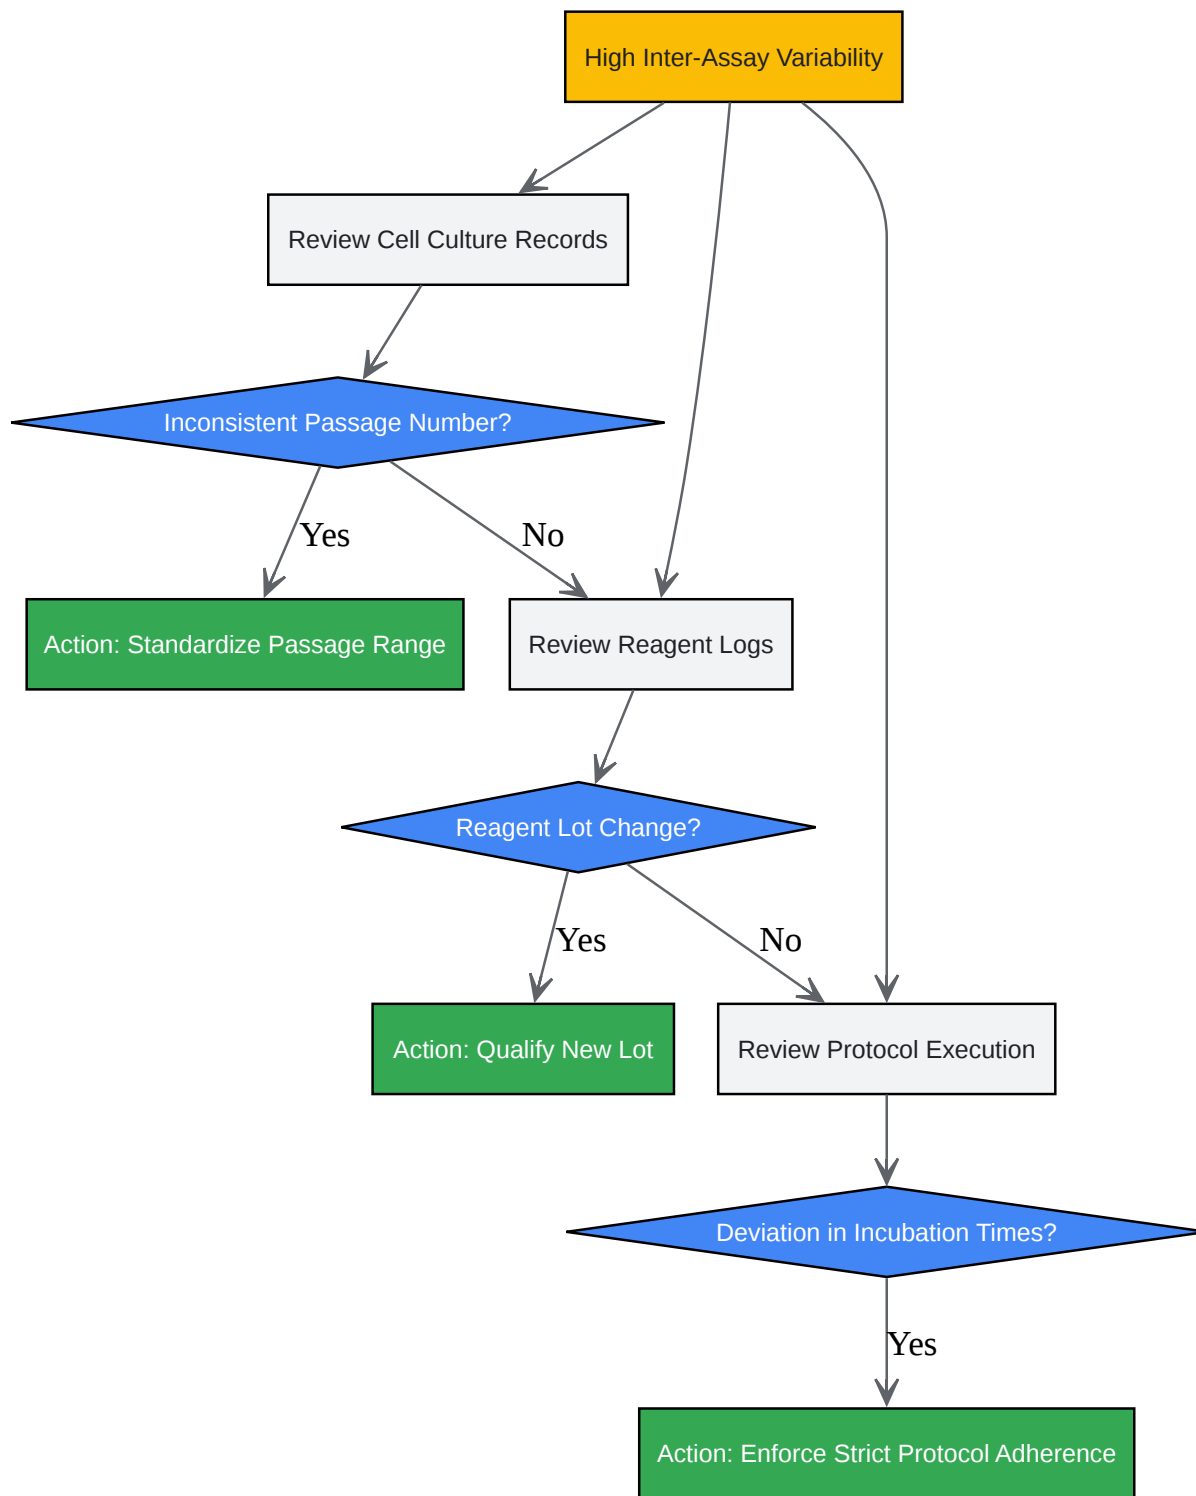 High Inter-Assay Variability
Review Cell Culture Records
Inconsistent Passage Number?
Yes
No
Action: Standardize Passage Range
Review Reagent Logs
Reagent Lot Change?
Yes
No
Action: Qualify New Lot
Review Protocol Execution
Deviation in Incubation Times?
Yes
Action: Enforce Strict Protocol Adherence